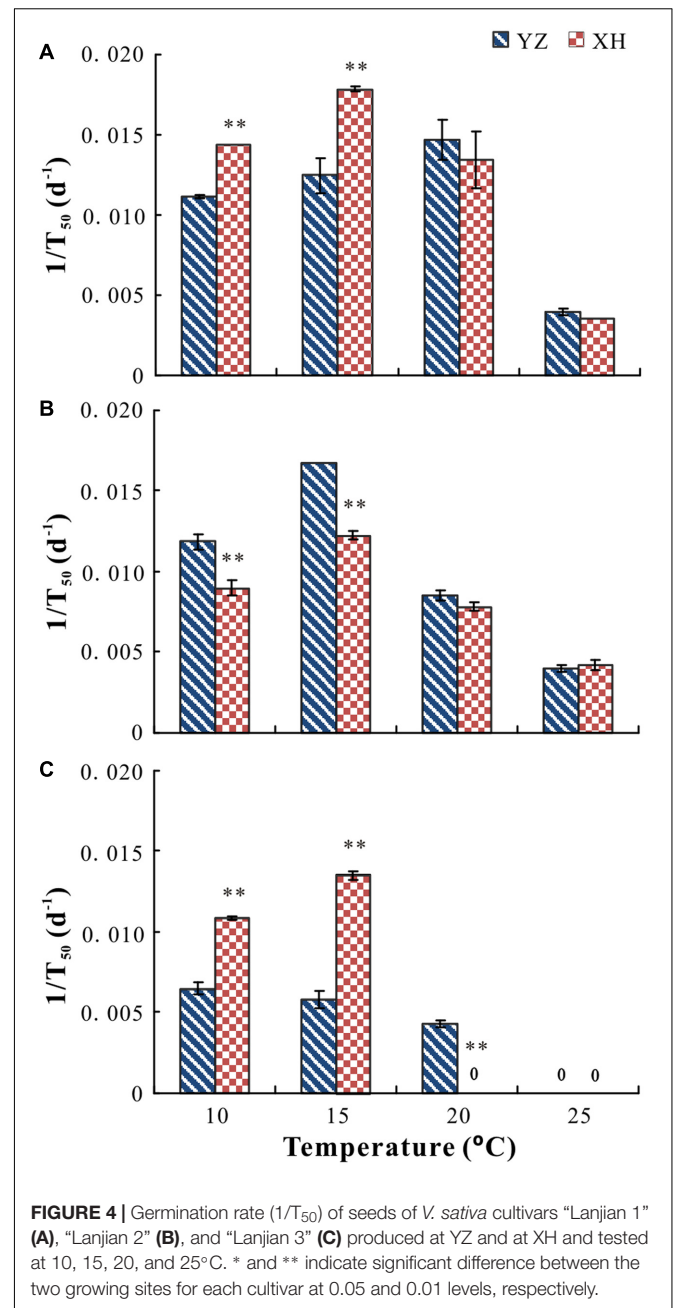 A
YZ XH
0. 020
0. 015
0. 010
0. 005
0
1/T50 (d-1)
**
**
B
0. 020
0. 015
0. 010
0. 005
0
1/T50 (d-1)
**
**
C
0. 020
0. 015
0. 010
0. 005
0
1/T50 (d-1)
**
**
**
0
0 0
10 15 20 25
Temperature (°C)
FIGURE 4 | Germination rate (1/T50) of seeds of V. sativa cultivars “Lanjian 1”
(A), “Lanjian 2” (B), and “Lanjian 3” (C) produced at YZ and at XH and tested
at 10, 15, 20, and 25°C. * and ** indicate significant difference between the
two growing sites for each cultivar at 0.05 and 0.01 levels, respectively.